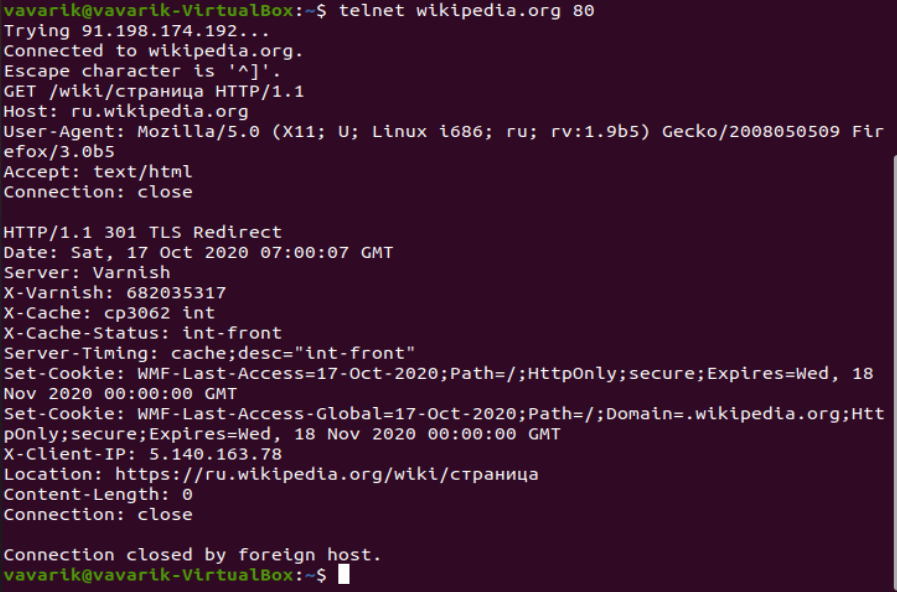 vavarik@vavarik-VirtualBox:~$ telnet wikipedia.org 80
Trying 91.198.174.192...
Connected to wikipedia.org.
Escape character is '^]'.
GET /wiki/страница HTTP/1.1
Host: ru.wikipedia.org
User-Agent: Mozilla/5.0 (X11; U; Linux i686; ru; rv:1.9b5) Gecko/2008050509 Fir
efox/3.0b5
Accept: text/html
Connection: close

HTTP/1.1 301 TLS Redirect
Date: Sat, 17 Oct 2020 07:00:07 GMT
Server: Varnish
X-Varnish: 682035317
X-Cache: cp3062 int
X-Cache-Status: int-front
Server-Timing: cache;desc="int-front"
Set-Cookie: WMF-Last-Access=17-Oct-2020;Path=/;HttpOnly;secure;Expires=Wed, 18
Nov 2020 00:00:00 GMT
Set-Cookie: WMF-Last-Access-Global=17-Oct-2020;Path=/;Domain=.wikipedia.org;Htt
pOnly;secure;Expires=Wed, 18 Nov 2020 00:00:00 GMT
X-Client-IP: 5.140.163.78
Location: https://ru.wikipedia.org/wiki/страница
Content-Length: 0
Connection: close

Connection closed by foreign host.
vavarik@vavarik-VirtualBox:~$